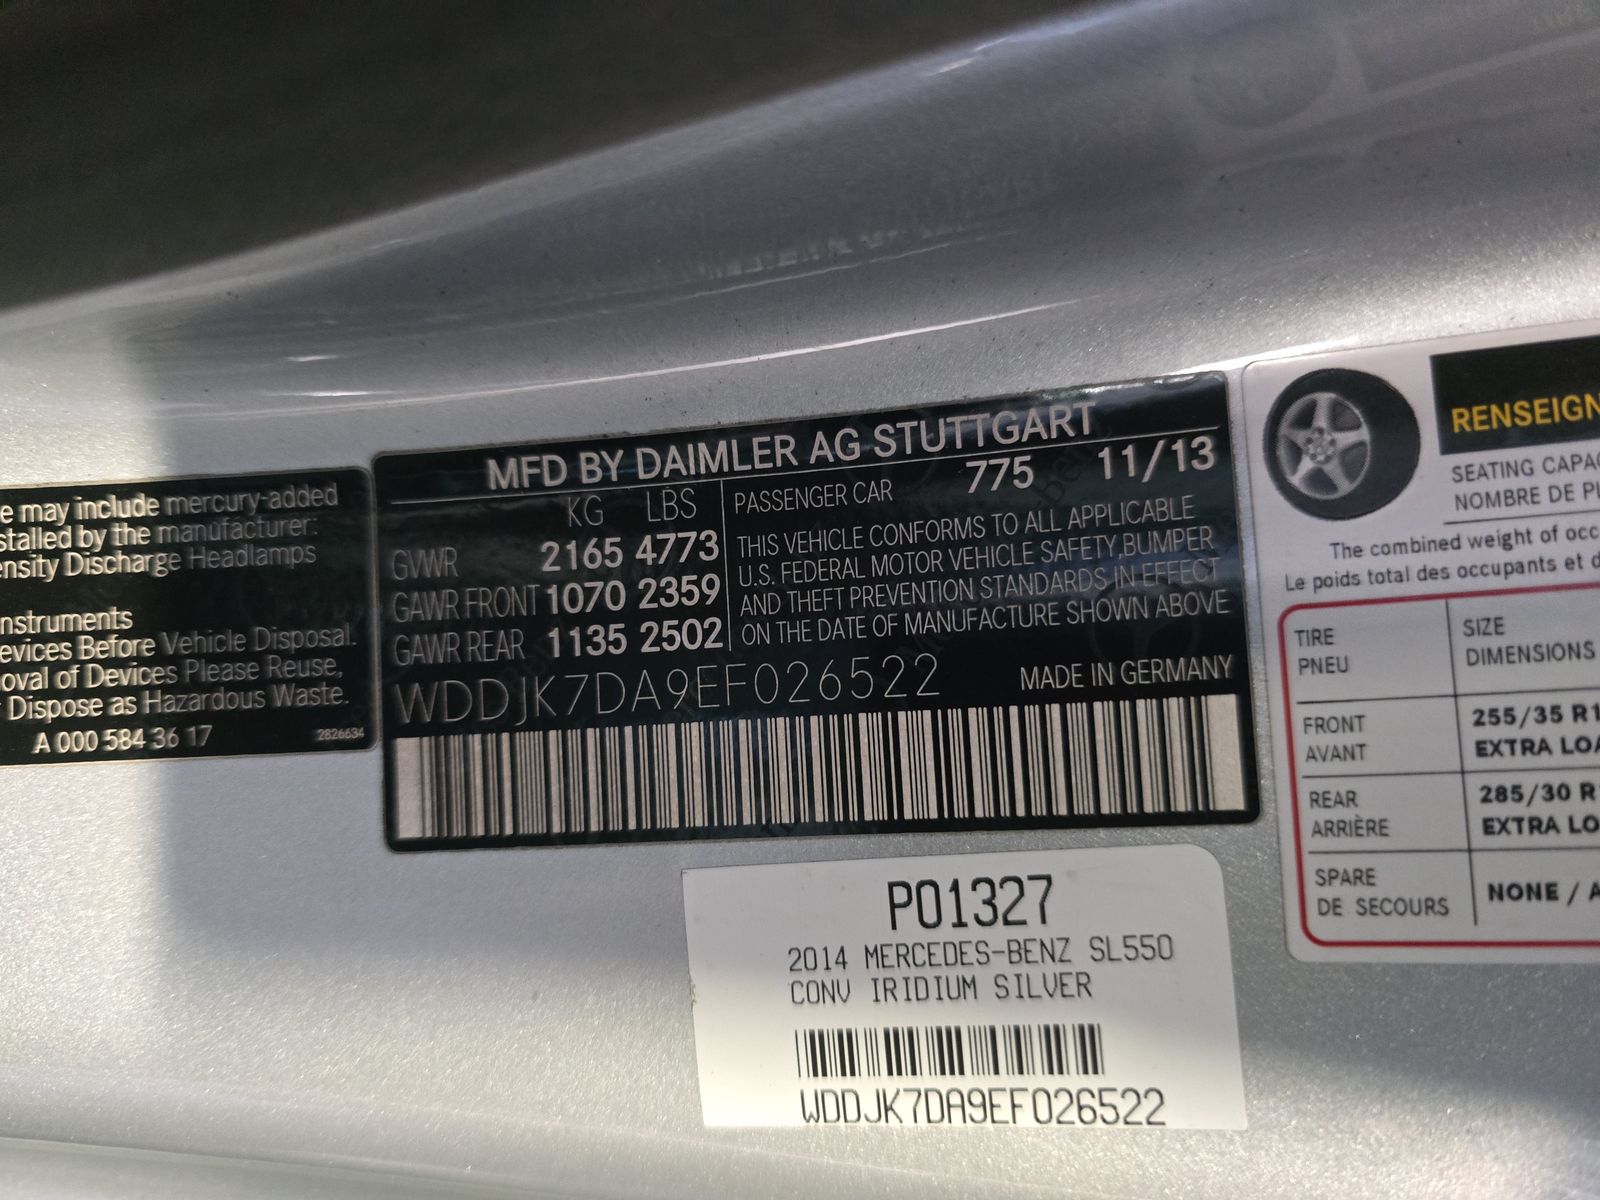 e may include mercury-added
stalled by the manufacturer:
ensity Discharge Headlamps
nstruments
evices Before Vehicle Disposal.
oval of Devices Please Reuse,
Dispose as Hazardous Waste.
A 000 584 36 17
2826634
MFD BY DAIMLER AG STUTTGART
KG LBS
GVWR 2165 4773
GAWR FRONT 1070 2359
GAWR REAR 1135 2502
PASSENGER CAR 775 11/13
THIS VEHICLE CONFORMS TO ALL APPLICABLE
U.S. FEDERAL MOTOR VEHICLE SAFETY,BUMPER
AND THEFT PREVENTION STANDARDS IN EFFECT
ON THE DATE OF MANUFACTURE SHOWN ABOVE
WDDJK7DA9EF026522
MADE IN GERMANY
RENSEIGN
SEATING CAPAC
NOMBRE DE PL
The combined weight of occ
Le poids total des occupants et d
TIRE
PNEU
SIZE
DIMENSIONS
FRONT
AVANT
255/35 R1
EXTRA LOA
REAR
ARRIÈRE
285/30 R1
EXTRA LO
SPARE
DE SECOURS
NONE / A
P01327
2014 MERCEDES-BENZ SL550
CONV IRIDIUM SILVER
WDDJK7DA9EF026522